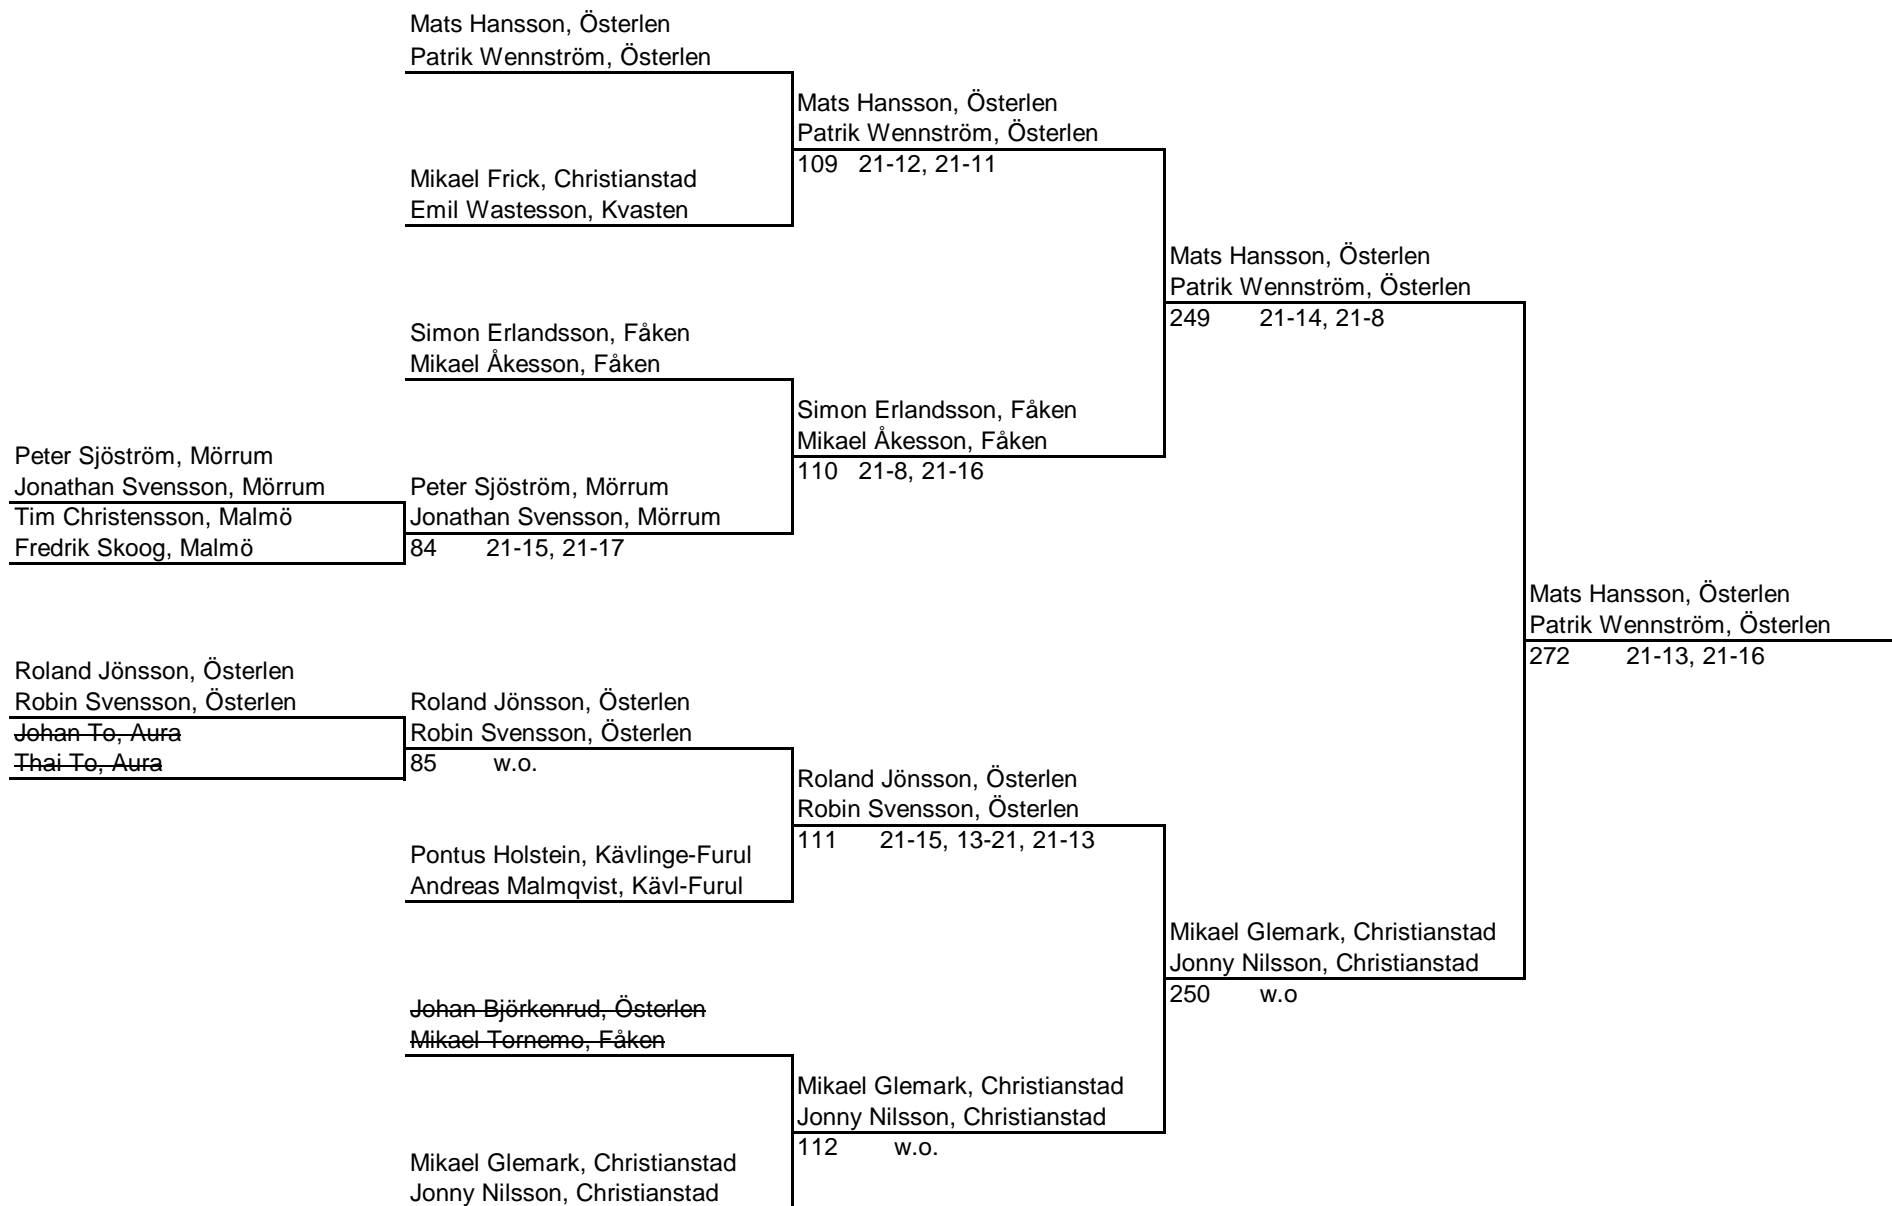 Mats Hansson, Österlen
Patrik Wennström, Österlen
Mats Hansson, Österlen
Patrik Wennström, Österlen
109 21-12, 21-11
Mikael Frick, Christianstad
Emil Wastesson, Kvasten
Mats Hansson, Österlen
Patrik Wennström, Österlen
249 21-14, 21-8
Simon Erlandsson, Fåken
Mikael Åkesson, Fåken
Simon Erlandsson, Fåken
Mikael Åkesson, Fåken
110 21-8, 21-16
Peter Sjöström, Mörrum
Jonathan Svensson, Mörrum
Tim Christensson, Malmö
Fredrik Skoog, Malmö
Peter Sjöström, Mörrum
Jonathan Svensson, Mörrum
84 21-15, 21-17
Mats Hansson, Österlen
Patrik Wennström, Österlen
272 21-13, 21-16
Roland Jönsson, Österlen
Robin Svensson, Österlen
Johan To, Aura
Thai To, Aura
Roland Jönsson, Österlen
Robin Svensson, Österlen
85 w.o.
Roland Jönsson, Österlen
Robin Svensson, Österlen
111 21-15, 13-21, 21-13
Pontus Holstein, Kävlinge-Furul
Andreas Malmqvist, Kävl-Furul
Mikael Glemark, Christianstad
Jonny Nilsson, Christianstad
250 w.o
Johan Björkenrud, Österlen
Mikael Tornemo, Fåken
Mikael Glemark, Christianstad
Jonny Nilsson, Christianstad
112 w.o.
Mikael Glemark, Christianstad
Jonny Nilsson, Christianstad